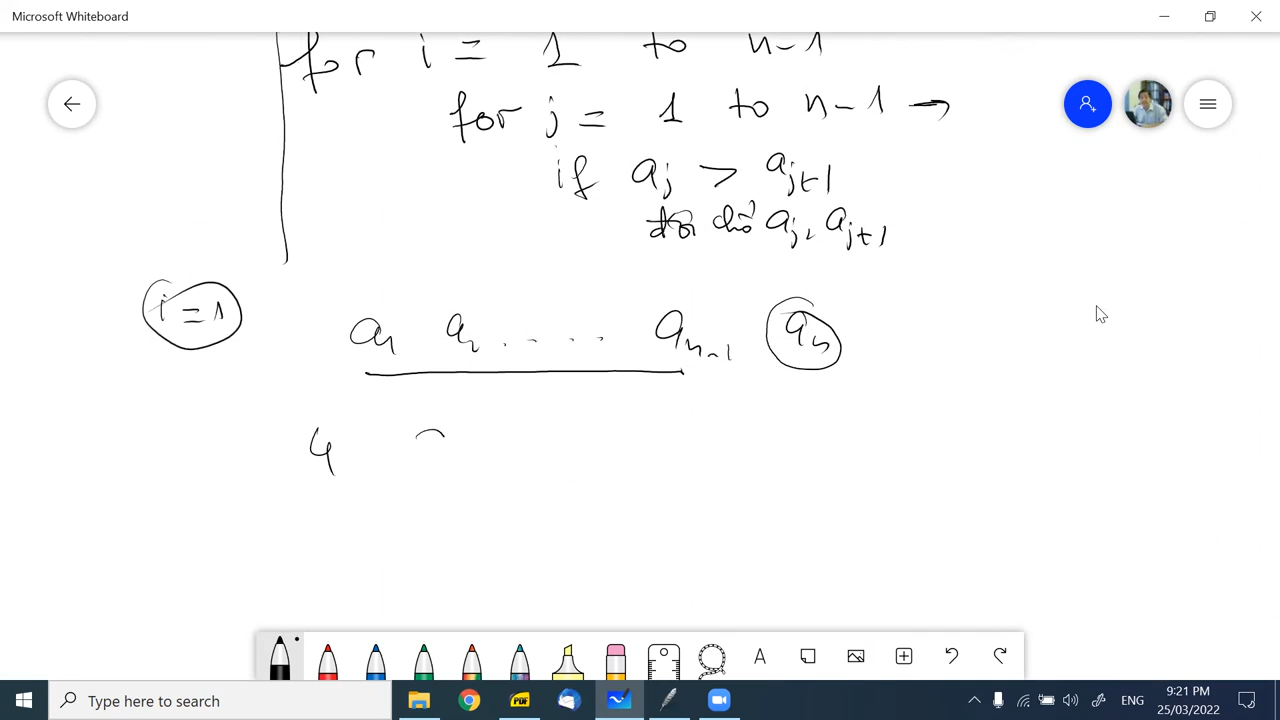 Microsoft Whiteboard
for i = 1 to n-1
for j = 1 to n-1 →
if aj > aj+1
đổi chỗ aj, aj+1
i = 1
a1 a2 ..... an-1 an
4
A
Type here to search
PDF
ENG
9:21 PM
25/03/2022